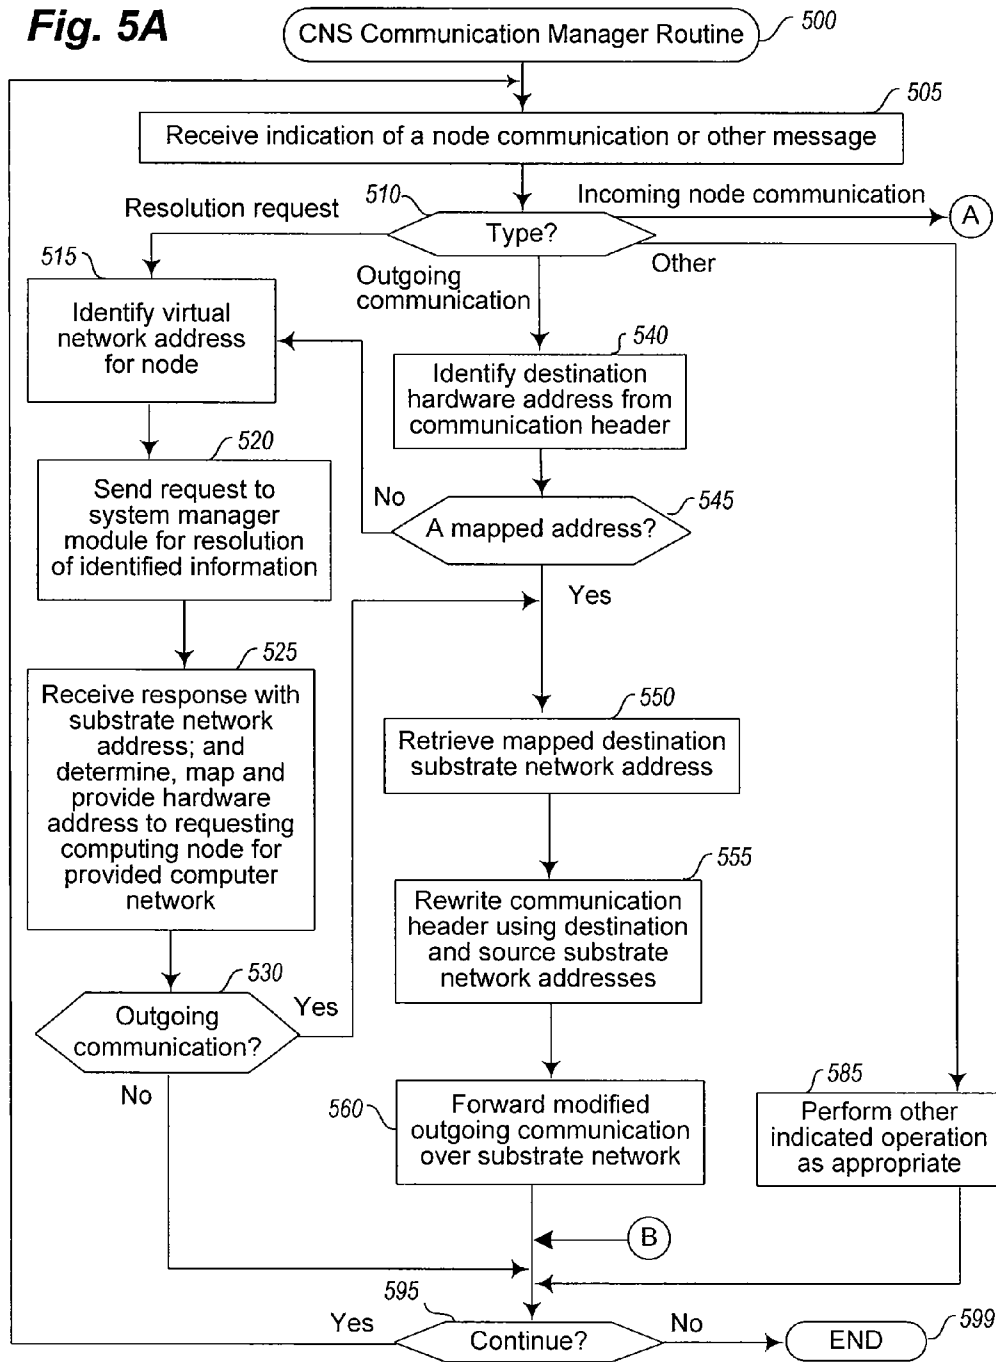 Fig. 5A
CNS Communication Manager Routine
500
505
Receive indication of a node communication or other message
Resolution request
510
Type?
Incoming node communication
A
Other
Outgoing
communication
515
Identify virtual
network address
for node
540
Identify destination
hardware address from
communication header
520
Send request to
system manager
module for resolution
of identified information
No
A mapped address?
545
Yes
525
Receive response with
substrate network
address; and
determine, map and
provide hardware
address to requesting
computing node for
provided computer
network
550
Retrieve mapped destination
substrate network address
555
Rewrite communication
header using destination
and source substrate
network addresses
530
Outgoing
communication?
Yes
No
560
Forward modified
outgoing communication
over substrate network
585
Perform other
indicated operation
as appropriate
B
595
Yes
Continue?
No
END
599